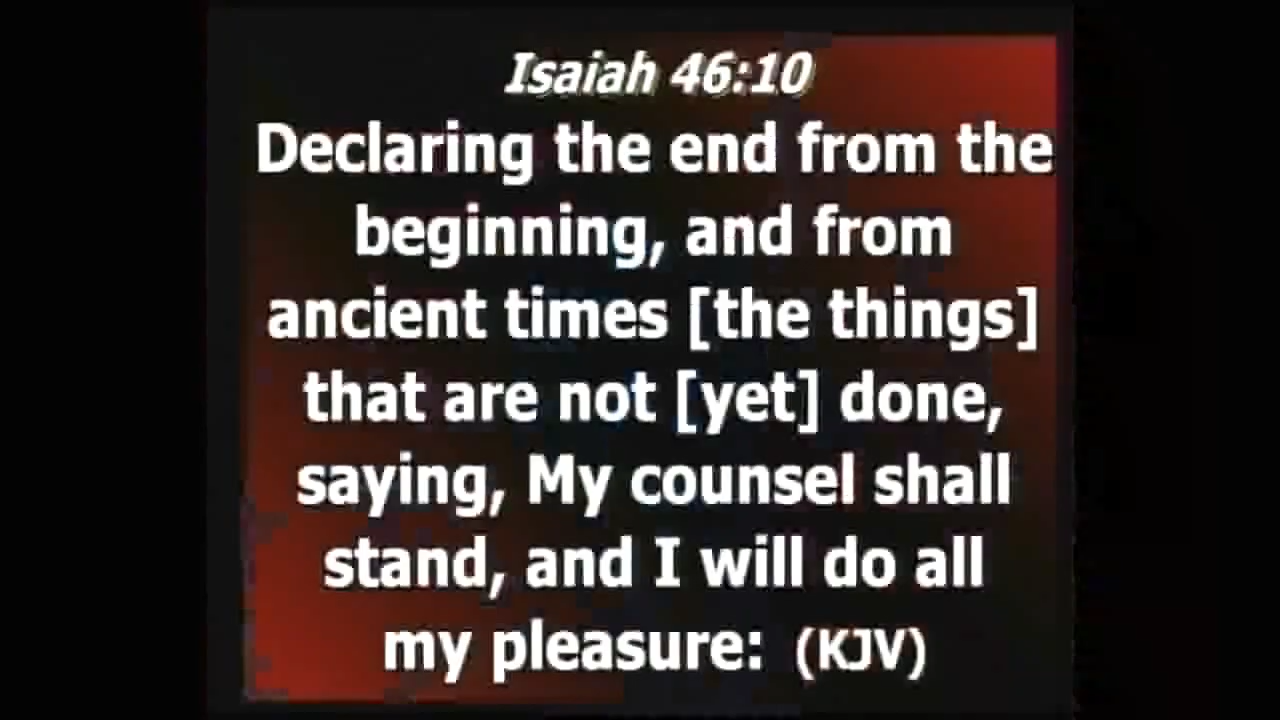 Isaiah 46:10
Declaring the end from the
beginning, and from
ancient times [the things]
that are not [yet] done,
saying, My counsel shall
stand, and I will do all
my pleasure: (KJV)